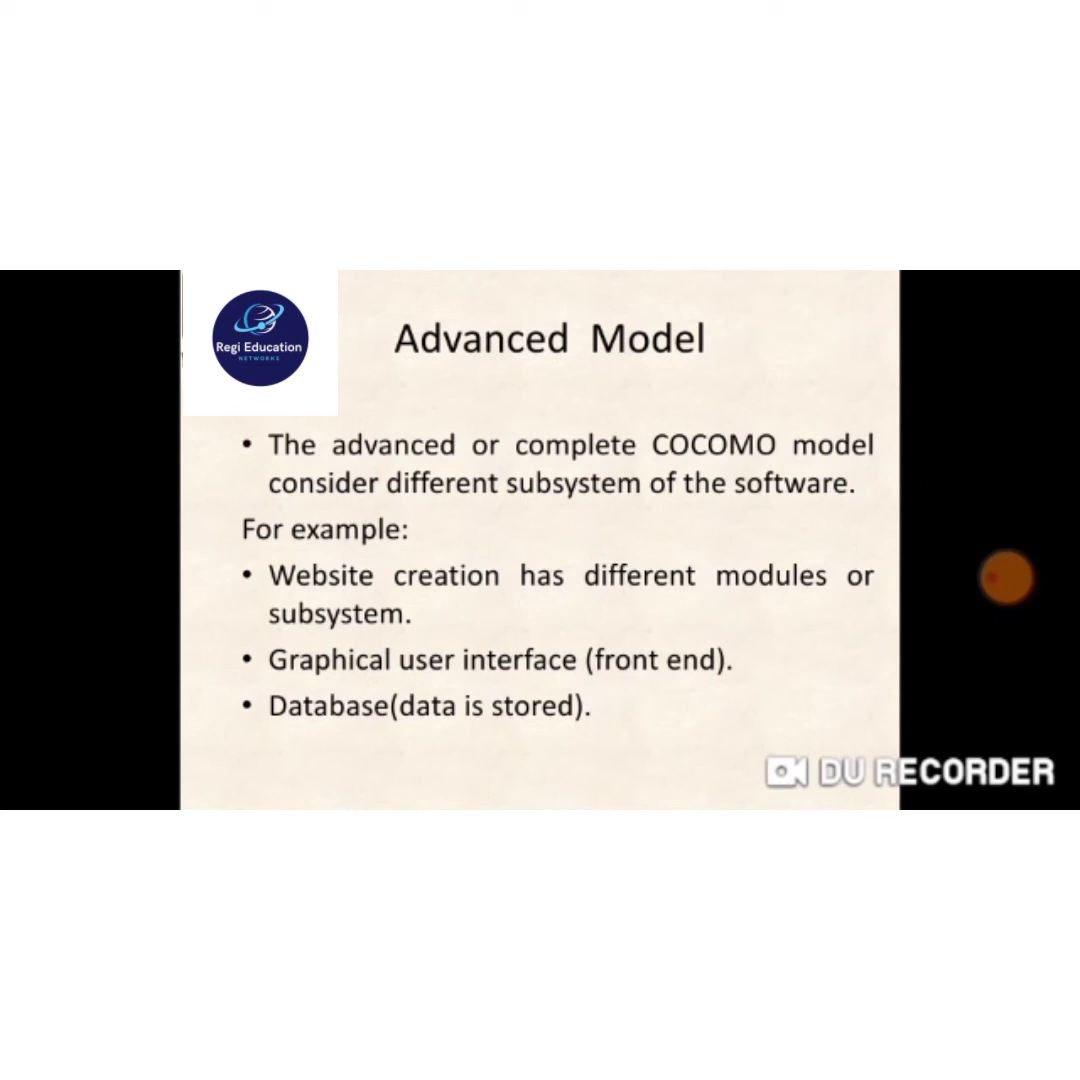 Regi Education
NETWORKS
Advanced Model
• The advanced or complete COCOMO model
consider different subsystem of the software.
For example:
• Website creation has different modules or
subsystem.
• Graphical user interface (front end).
• Database(data is stored).
DU RECORDER